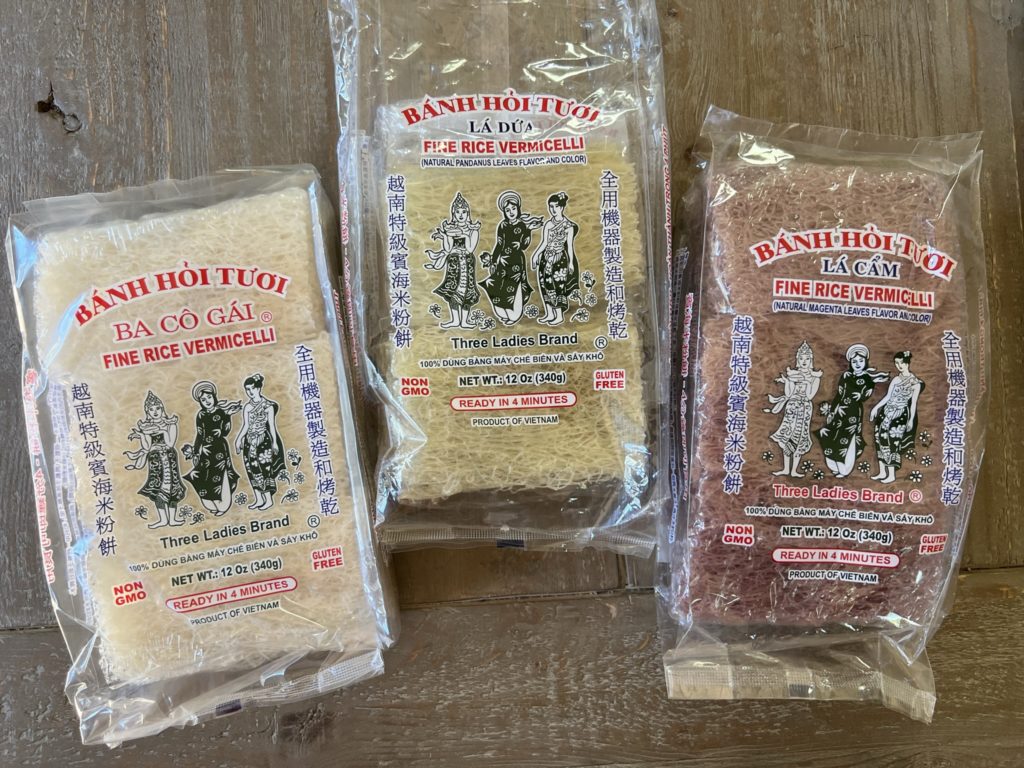 BÁNH HỎI TƯƠI
BA CÔ GÁI ®
FINE RICE VERMICELLI
越南特級賓海米粉餅
全用機器製造和烤乾
Three Ladies Brand ®
100% DÙNG BẰNG MÁY CHẾ BIẾN VÀ SẤY KHÔ
NON GMO
NET WT.: 12 Oz (340g)
GLUTEN FREE
READY IN 4 MINUTES
PRODUCT OF VIETNAM
BÁNH HỎI TƯƠI
LÁ DỨA
FINE RICE VERMICELLI
(NATURAL PANDANUS LEAVES FLAVOR AND COLOR)
越南特級賓海米粉餅
全用機器製造和烤乾
Three Ladies Brand ®
100% DÙNG BẰNG MÁY CHẾ BIẾN VÀ SẤY KHÔ
NON GMO
NET WT.: 12 Oz (340g)
GLUTEN FREE
READY IN 4 MINUTES
PRODUCT OF VIETNAM
BÁNH HỎI TƯƠI
LÁ CẨM
FINE RICE VERMICELLI
(NATURAL MAGENTA LEAVES FLAVOR AN COLOR)
越南特級賓海米粉餅
全用機器製造和烤乾
Three Ladies Brand ®
100% DÙNG BẰNG MÁY CHẾ BIẾN VÀ SẤY KHÔ
NON GMO
NET WT.: 12 Oz (340g)
GLUTEN FREE
READY IN 4 MINUTES
PRODUCT OF VIETNAM